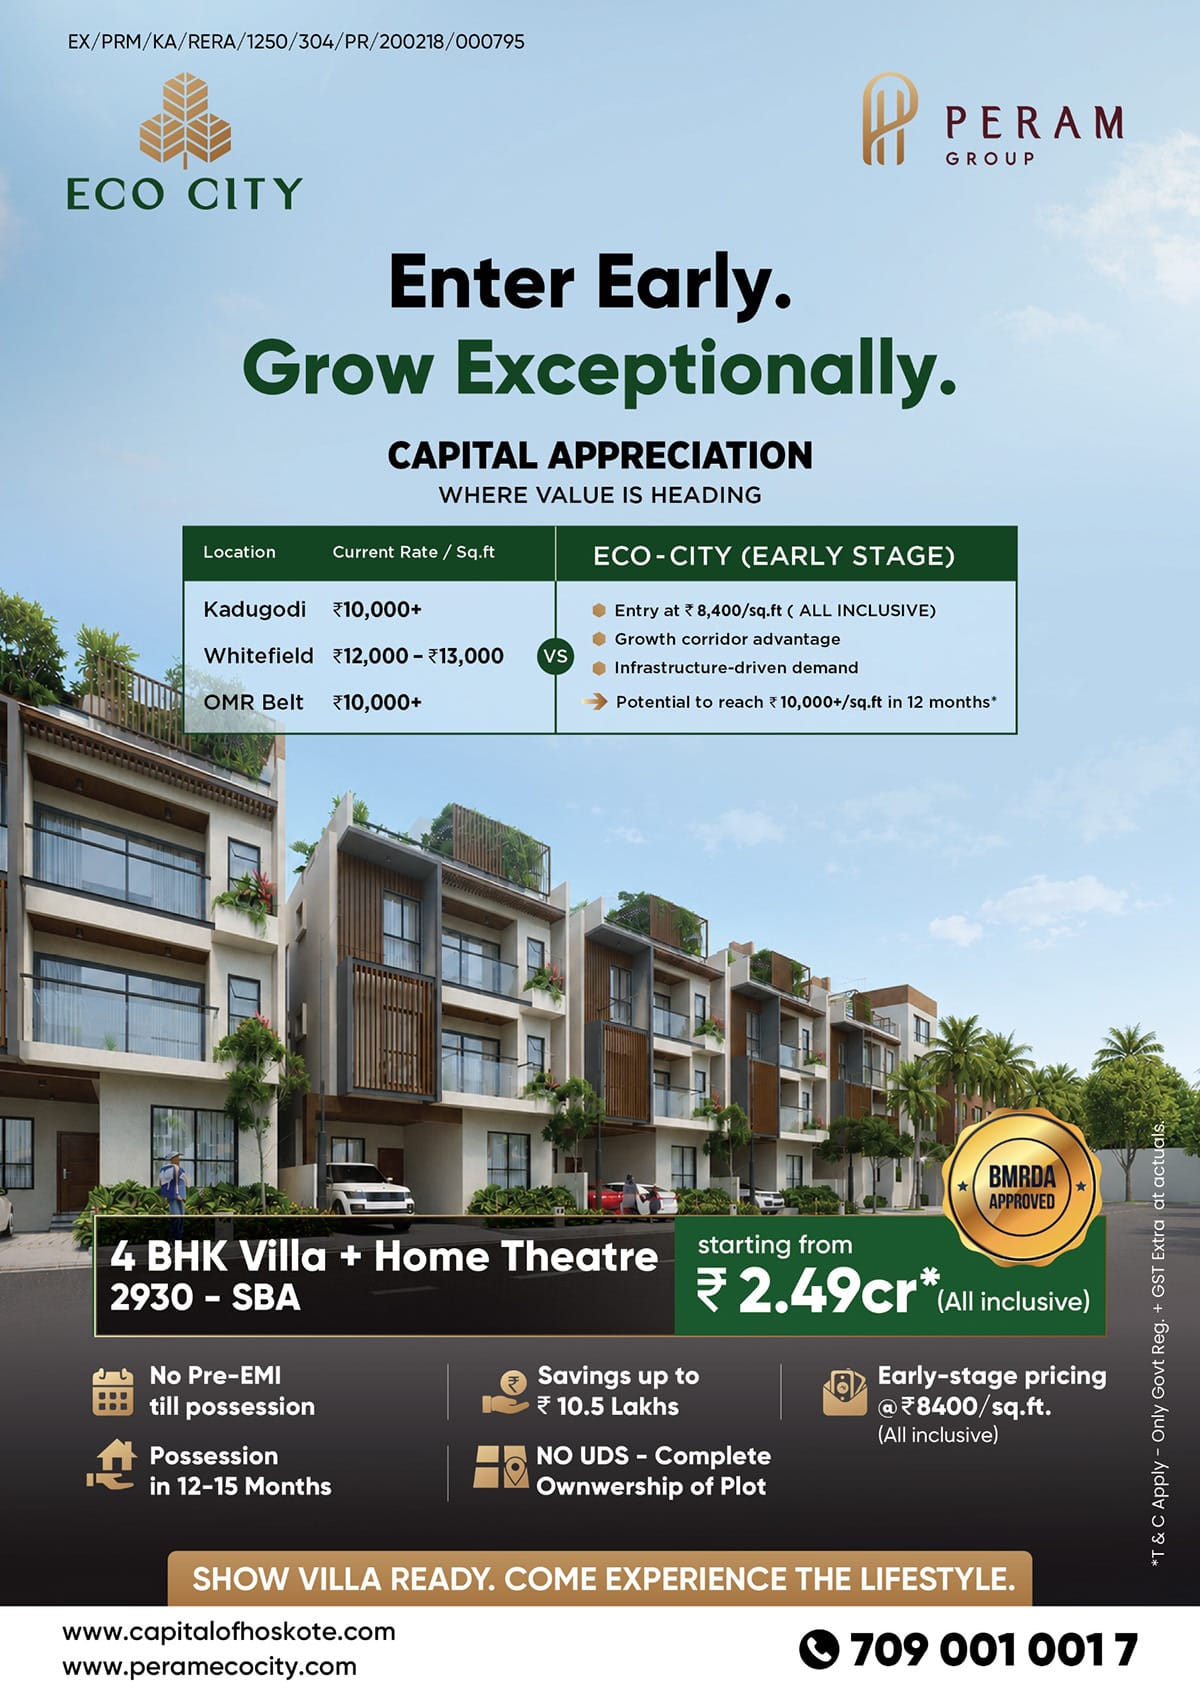 EX/PRM/KA/RERA/1250/304/PR/200218/000795
ECO CITY
PERAM
GROUP
Enter Early.
Grow Exceptionally.
CAPITAL APPRECIATION
WHERE VALUE IS HEADING
Location Current Rate / Sq.ft
Kadugodi ₹10,000+
Whitefield ₹12,000 – ₹13,000
OMR Belt ₹10,000+
VS
ECO-CITY (EARLY STAGE)
Entry at ₹ 8,400/sq.ft ( ALL INCLUSIVE)
Growth corridor advantage
Infrastructure-driven demand
Potential to reach ₹ 10,000+/sq.ft in 12 months*
BMRDA
APPROVED
4 BHK Villa + Home Theatre
2930 - SBA
starting from
₹ 2.49cr* (All inclusive)
No Pre-EMI
till possession
Savings up to
₹ 10.5 Lakhs
Early-stage pricing
@ ₹8400/sq.ft.
(All inclusive)
Possession
in 12-15 Months
NO UDS - Complete
Ownwership of Plot
*T & C Apply - Only Govt Reg. + GST Extra at actuals.
SHOW VILLA READY. COME EXPERIENCE THE LIFESTYLE.
www.capitalofhoskote.com
www.peramecocity.com
709 001 001 7